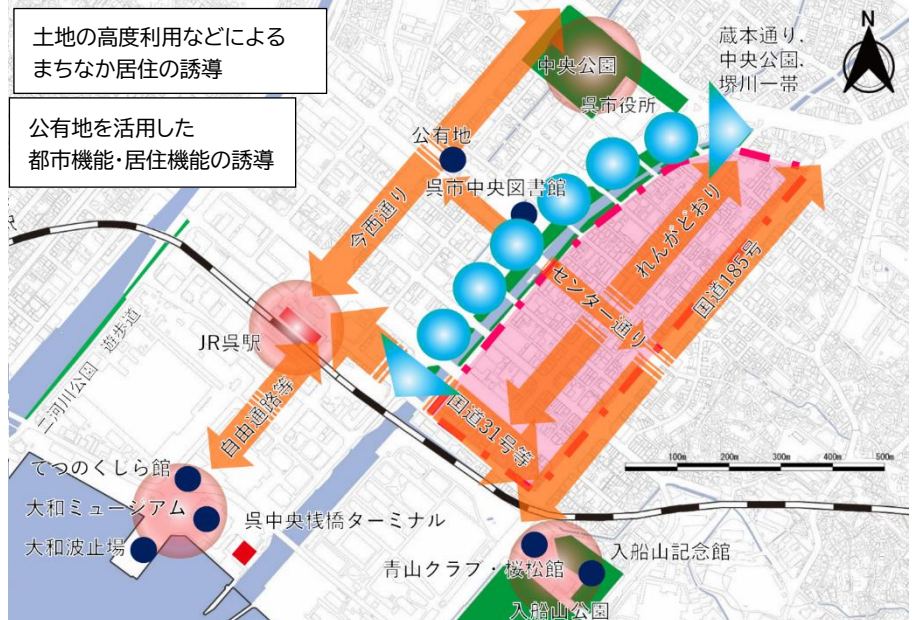 土地の高度利用などによる
まちなか居住の誘導
公有地を活用した
都市機能・居住機能の誘導
中央公園
呉市役所
蔵本通り,
中央公園,
堺川一帯
N
公有地
呉市中央図書館
今西通り
れんがどおり
センター通り
国道185号
JR呉駅
国道31号等
自由通路等
二河川公園 遊歩道
100m 200m 300m 400m 500m
てつのくじら館
大和ミュージアム
大和波止場
呉中央桟橋ターミナル
青山クラブ・桜松館
入船山記念館
入船山公園